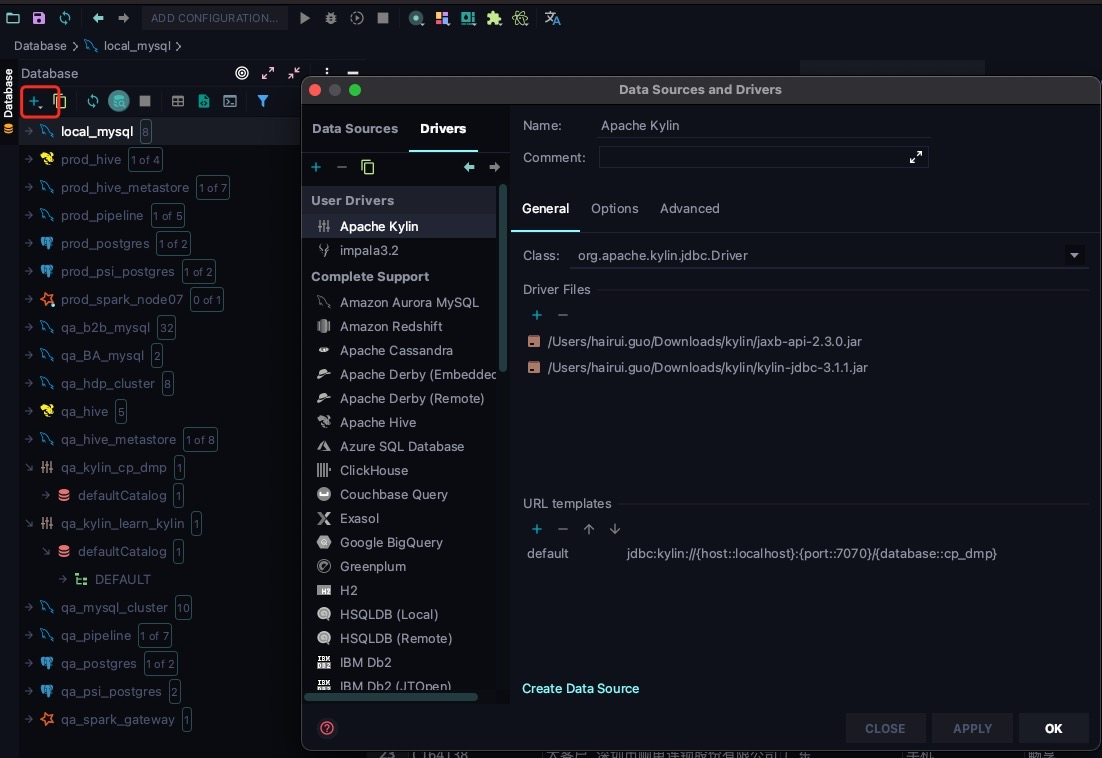 ADD CONFIGURATION...
Database
local_mysql
Database
Database
local_mysql 8
prod_hive 1 of 4
prod_hive_metastore 1 of 7
prod_pipeline 1 of 5
prod_postgres 1 of 2
prod_psi_postgres 1 of 2
prod_spark_node07 0 of 1
qa_b2b_mysql 32
qa_BA_mysql 2
qa_hdp_cluster 8
qa_hive 5
qa_hive_metastore 1 of 8
qa_kylin_cp_dmp 1
defaultCatalog 1
qa_kylin_learn_kylin 1
defaultCatalog 1
DEFAULT
qa_mysql_cluster 10
qa_pipeline 1 of 7
qa_postgres 1 of 2
qa_psi_postgres 2
qa_spark_gateway 1
Data Sources and Drivers
Data Sources Drivers
User Drivers
Apache Kylin
impala3.2
Complete Support
Amazon Aurora MySQL
Amazon Redshift
Apache Cassandra
Apache Derby (Embedded
Apache Derby (Remote)
Apache Hive
Azure SQL Database
ClickHouse
Couchbase Query
Exasol
Google BigQuery
Greenplum
H2
HSQLDB (Local)
HSQLDB (Remote)
IBM Db2
IBM Db2 (JTOpen)
Name: Apache Kylin
Comment:
General Options Advanced
Class: org.apache.kylin.jdbc.Driver
Driver Files
/Users/hairui.guo/Downloads/kylin/jaxb-api-2.3.0.jar
/Users/hairui.guo/Downloads/kylin/kylin-jdbc-3.1.1.jar
URL templates
default jdbc:kylin://{host::localhost}:{port::7070}/{database::cp_dmp}
Create Data Source
CLOSE APPLY OK